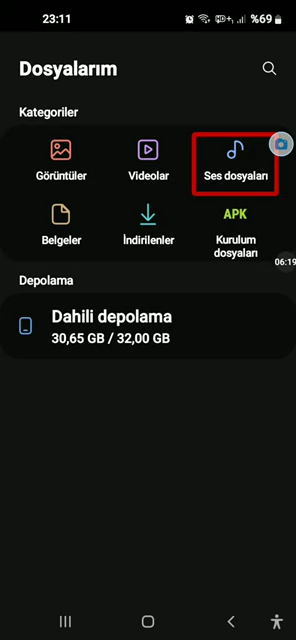 23:11
%69
Dosyalarım
Kategoriler
Görüntüler
Videolar
Ses dosyaları
Belgeler
İndirilenler
APK
Kurulum
dosyaları
06:19
Depolama
Dahili depolama
30,65 GB / 32,00 GB